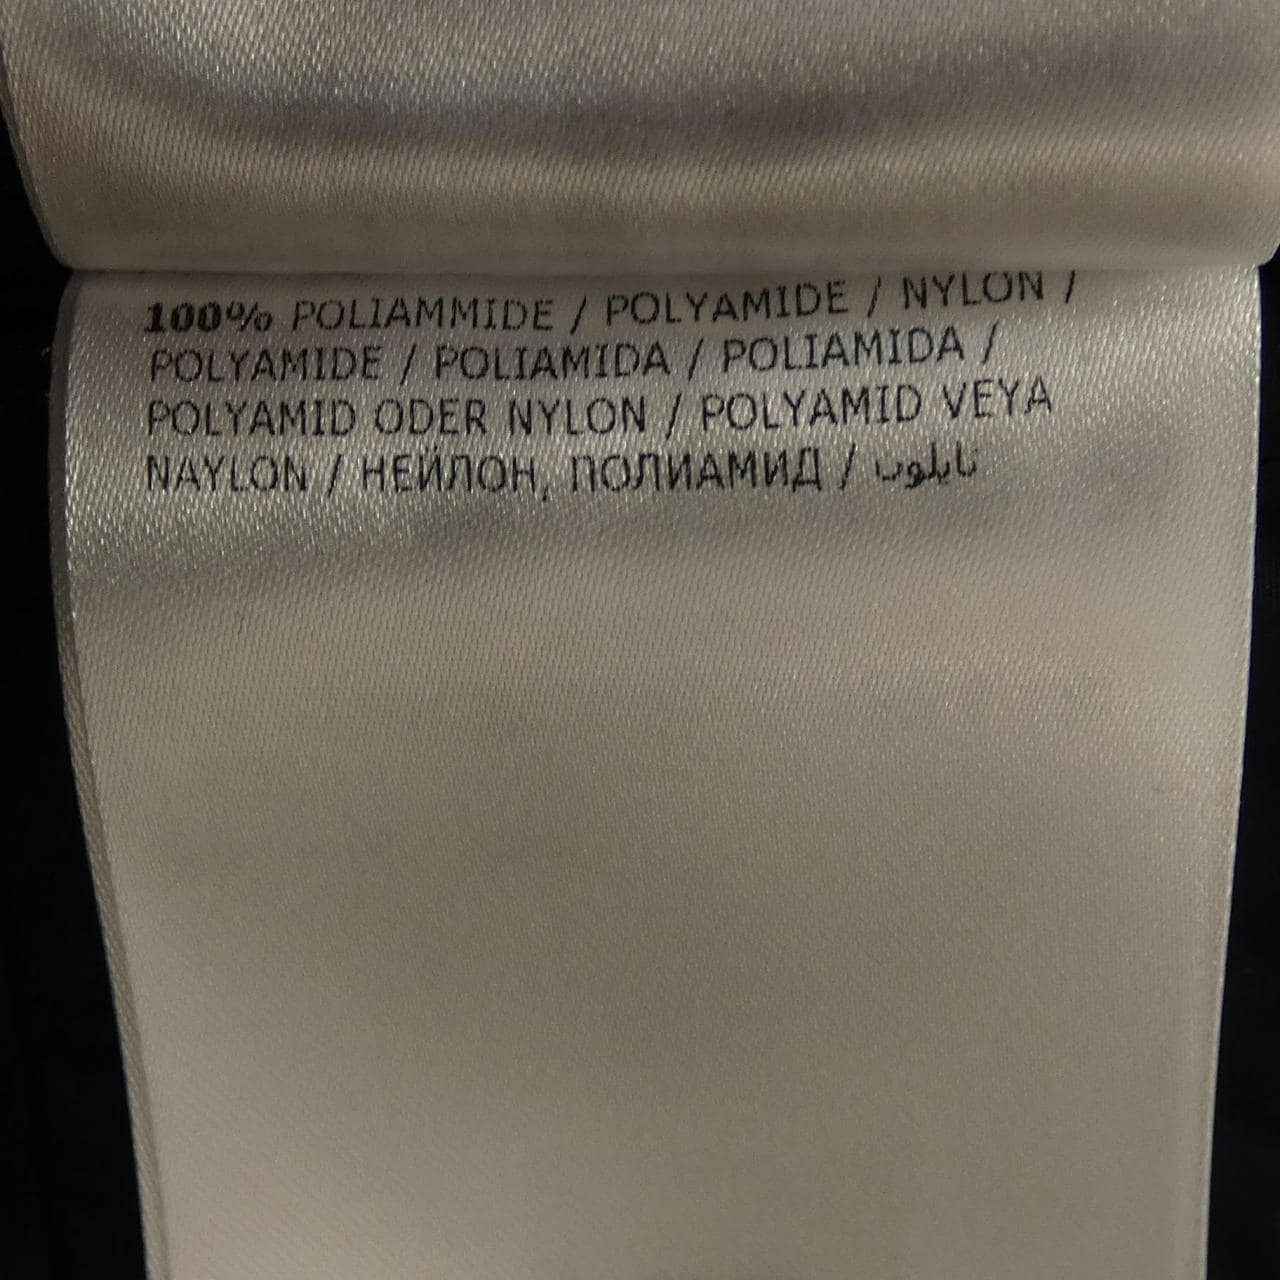 100% POLIAMMIDE / POLYAMIDE / NYLON /
POLYAMIDE / POLIAMIDA / POLIAMIDA /
POLYAMID ODER NYLON / POLYAMID VEYA
NAYLON / НЕЙЛОН, ПОЛИАМИД / نايلون